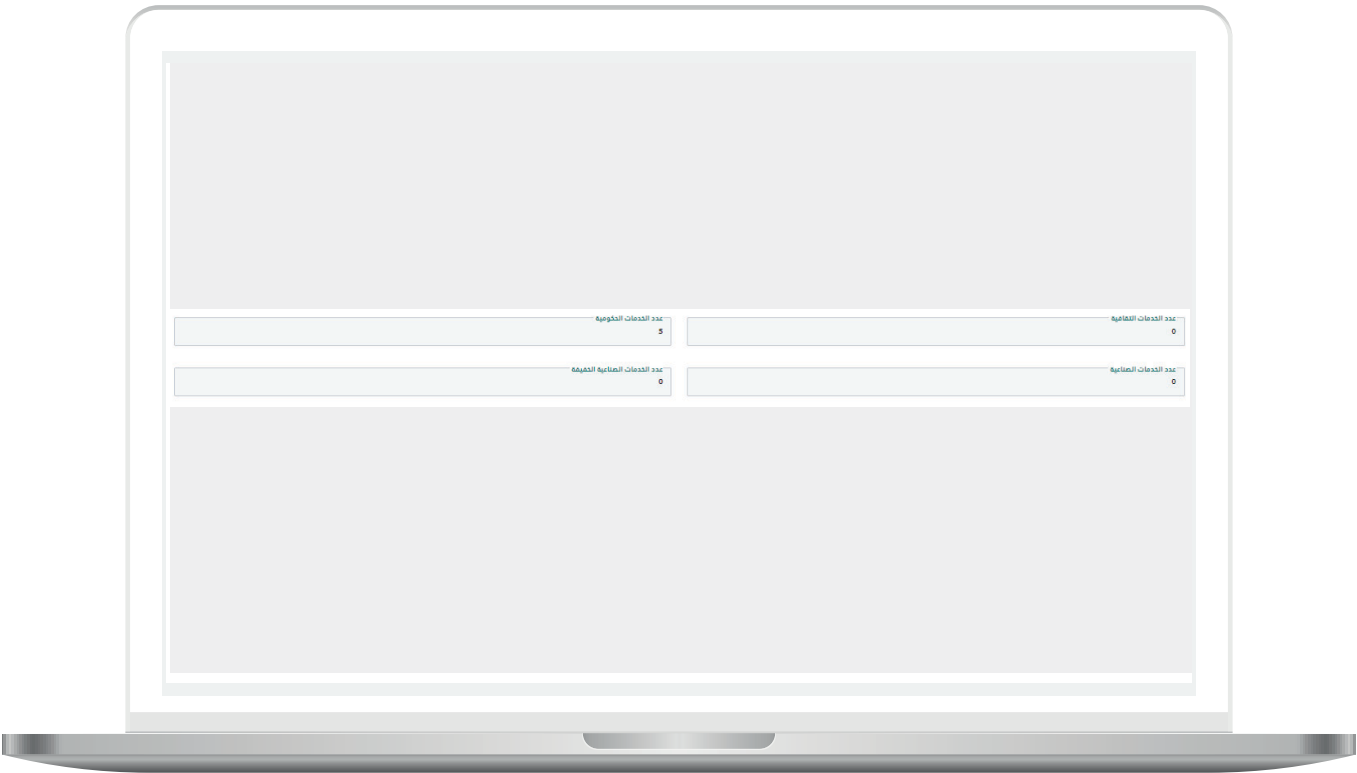 عدد الخدمات الثقافية
0
عدد الخدمات الحكومية
5
عدد الخدمات الصناعية
0
عدد الخدمات الصناعية الخفيفة
0